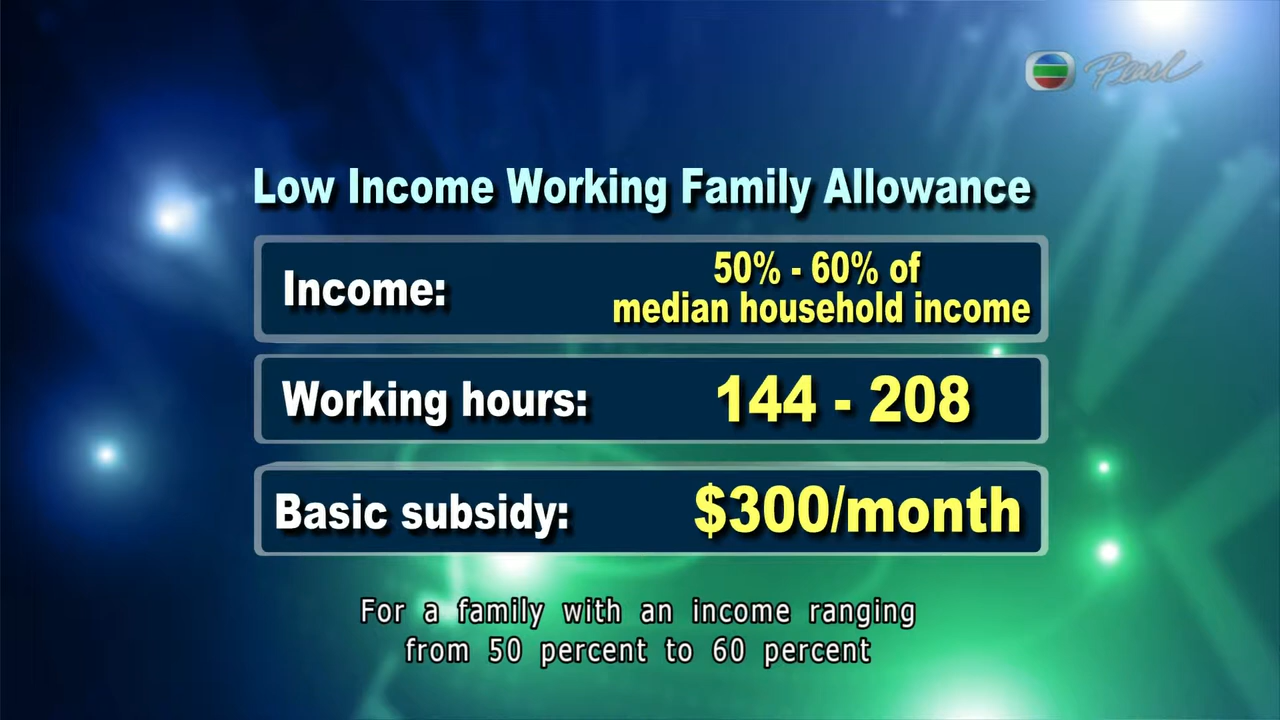 Pearl
Low Income Working Family Allowance
Income:
50% - 60% of
median household income
Working hours:
144 - 208
Basic subsidy:
$300/month
For a family with an income ranging
from 50 percent to 60 percent